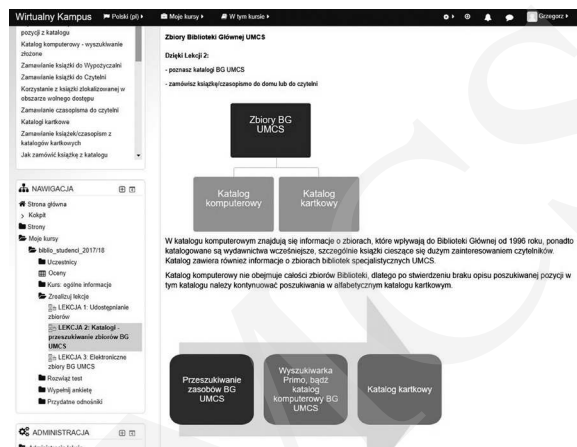 Wirtualny Kampus Polski (pl) Moje kursy W tym kursie Grzegorz
pozycji z katalogu
Katalog komputerowy - wyszukiwanie
złożone
Zamawianie książki do Wypożyczalni
Zamawianie książki do Czytelni
Korzystanie z książki zlokalizowanej w
obszarze wolnego dostępu
Zamawianie czasopisma do czytelni
Katalogi kartkowe
Zamawianie książek/czasopism z
katalogów kartkowych
Jak zamówić książkę z katalogu
NAWIGACJA
Strona główna
Kokpit
Strony
Moje kursy
biblio_studenci_2017/18
Uczestnicy
Oceny
Kurs: ogólne informacje
Zrealizuj lekcje
LEKCJA 1: Udostępnianie
zbiorów
LEKCJA 2: Katalogi -
przeszukiwanie zbiorów BG
UMCS
LEKCJA 3: Elektroniczne
zbiory BG UMCS
Rozwiąż test
Wypełnij ankietę
Przydatne odnośniki
ADMINISTRACJA
Zbiory Biblioteki Głównej UMCS
Dzięki Lekcji 2:
- poznasz katalogi BG UMCS
- zamówisz książkę/czasopismo do domu lub do czytelni
Zbiory BG
UMCS
Katalog
komputerowy
Katalog
kartkowy
W katalogu komputerowym znajdują się informacje o zbiorach, które wpływają do Biblioteki Głównej od 1996 roku, ponadto
katalogowane są wydawnictwa wcześniejsze, szczególnie książki cieszące się dużym zainteresowaniem czytelników.
Katalog zawiera również informacje o zbiorach bibliotek specjalistycznych UMCS.
Katalog komputerowy nie obejmuje całości zbiorów Biblioteki, dlatego po stwierdzeniu braku opisu poszukiwanej pozycji w
tym katalogu należy kontynuować poszukiwania w alfabetycznym katalogu kartkowym.
Przeszukiwanie
zasobów BG
UMCS
Wyszukiwarka
Primo, bądź
katalog
komputerowy BG
UMCS
Katalog kartkowy